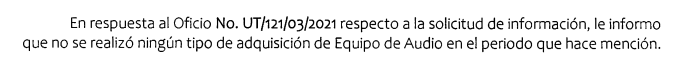 En respuesta al Oficio No. UT/121/03/2021 respecto a la solicitud de información, le informo
que no se realizó ningún tipo de adquisición de Equipo de Audio en el periodo que hace mención.